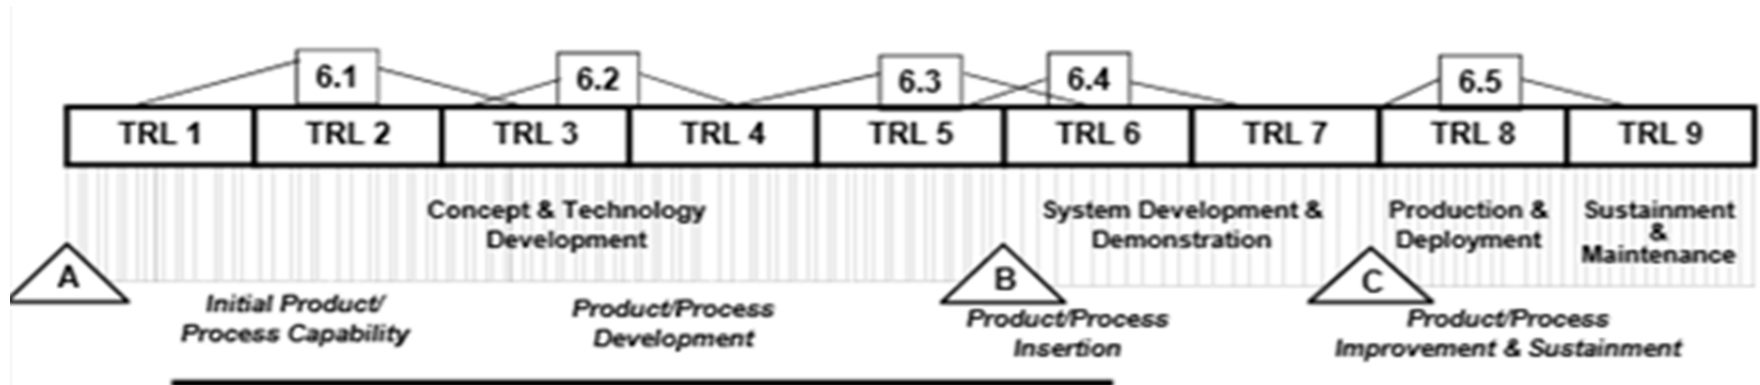 6.1 6.2 6.3 6.4 6.5
TRL 1 TRL 2 TRL 3 TRL 4 TRL 5 TRL 6 TRL 7 TRL 8 TRL 9
Concept & Technology
Development
System Development &
Demonstration
Production &
Deployment
Sustainment
&
Maintenance
A
B
C
Initial Product/
Process Capability
Product/Process
Development
Product/Process
Insertion
Product/Process
Improvement & Sustainment